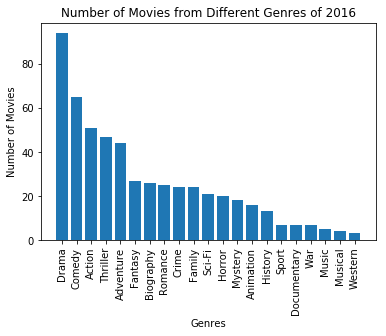 Number of Movies from Different Genres of 2016
Number of Movies
80
60
40
20
0
Drama
Comedy
Action
Thriller
Adventure
Fantasy
Biography
Romance
Crime
Family
Sci-Fi
Horror
Mystery
Animation
History
Sport
Documentary
War
Music
Musical
Western
Genres